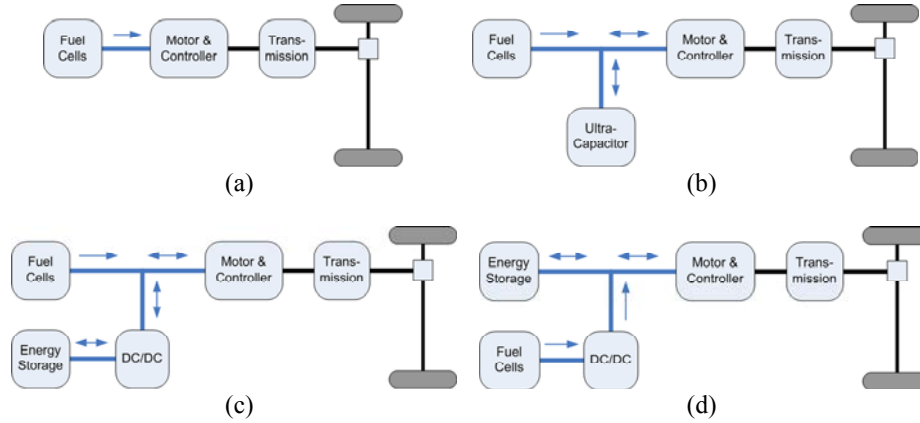 Fuel
Cells
Motor &
Controller
Trans-
mission
(a)
Fuel
Cells
Motor &
Controller
Trans-
mission
Ultra-
Capacitor
(b)
Fuel
Cells
Motor &
Controller
Trans-
mission
Energy
Storage
DC/DC
(c)
Energy
Storage
Motor &
Controller
Trans-
mission
Fuel
Cells
DC/DC
(d)